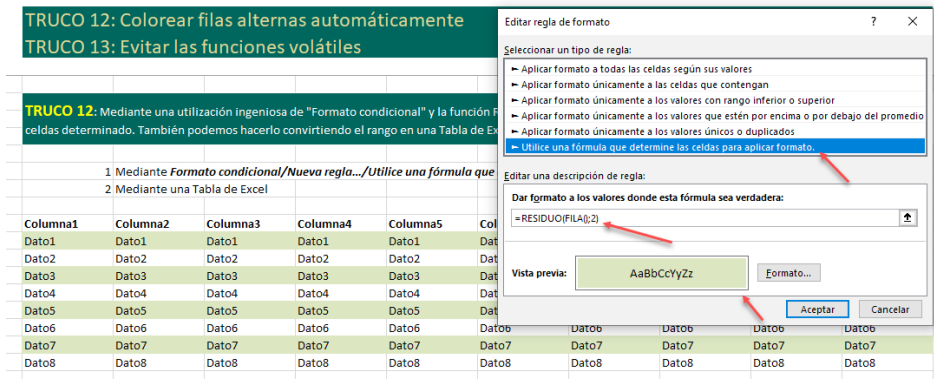 TRUCO 12: Colorear filas alternas automáticamente
TRUCO 13: Evitar las funciones volátiles
TRUCO 12: Mediante una utilización ingeniosa de "Formato condicional" y la función
celdas determinado. También podemos hacerlo convirtiendo el rango en una Tabla de
1 Mediante Formato condicional/Nueva regla.../Utilice una fórmula que
2 Mediante una Tabla de Excel
Editar regla de formato
Seleccionar un tipo de regla:
► Aplicar formato a todas las celdas según sus valores
► Aplicar formato únicamente a las celdas que contengan
► Aplicar formato únicamente a los valores con rango inferior o superior
► Aplicar formato únicamente a los valores que estén por encima o por debajo del promedio
► Aplicar formato únicamente a los valores únicos o duplicados
► Utilice una fórmula que determine las celdas para aplicar formato.
Editar una descripción de regla:
Dar formato a los valores donde esta fórmula sea verdadera:
=RESIDUO(FILA();2)
Vista previa: AaBbCcYyZz Formato...
Aceptar Cancelar
Columna1 Columna2 Columna3 Columna4 Columna5
Dato1 Dato1 Dato1 Dato1 Dato1
Dato2 Dato2 Dato2 Dato2 Dato2
Dato3 Dato3 Dato3 Dato3 Dato3
Dato4 Dato4 Dato4 Dato4 Dato4
Dato5 Dato5 Dato5 Dato5 Dato5
Dato6 Dato6 Dato6 Dato6 Dato6 Dato6 Dato6 Dato6 Dato6 Dato6
Dato7 Dato7 Dato7 Dato7 Dato7 Dato7 Dato7 Dato7 Dato7 Dato7
Dato8 Dato8 Dato8 Dato8 Dato8 Dato8 Dato8 Dato8 Dato8 Dato8